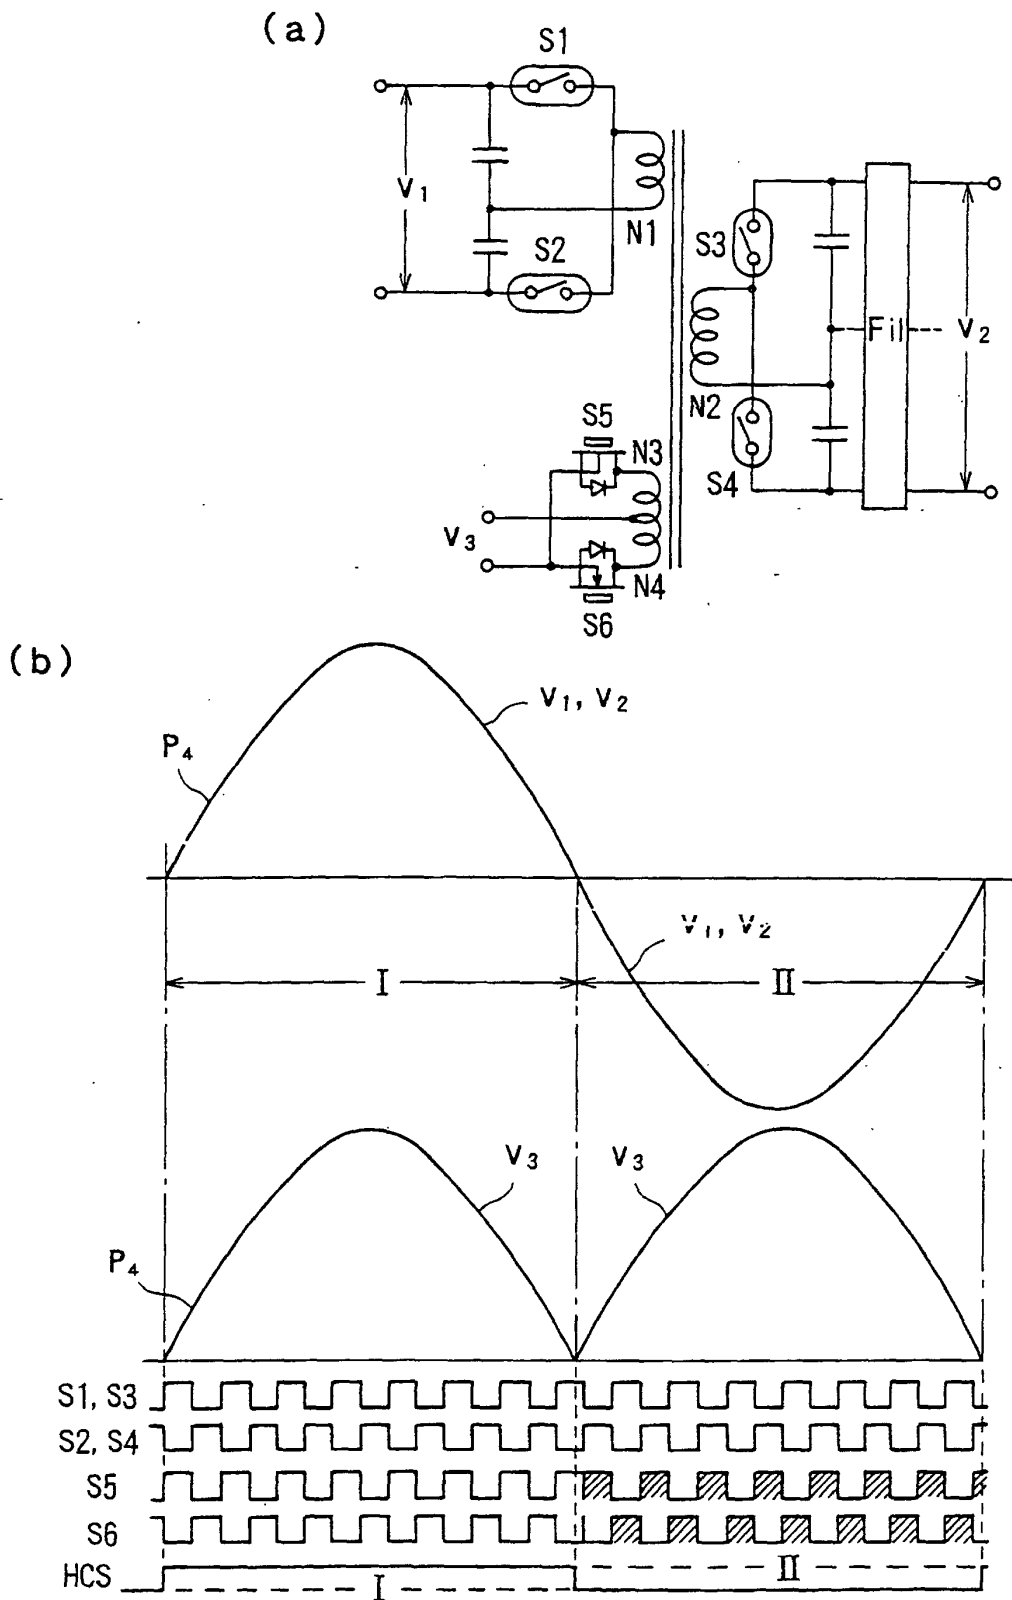 (a)
S1
V₁
N1
S2
S3
Fil
V₂
N2
S4
S5
N3
V₃
N4
S6
(b)
V₁, V₂
P₄
V₁, V₂
I
II
V₃
V₃
P₄
S1, S3
S2, S4
S5
S6
HCS
I
II